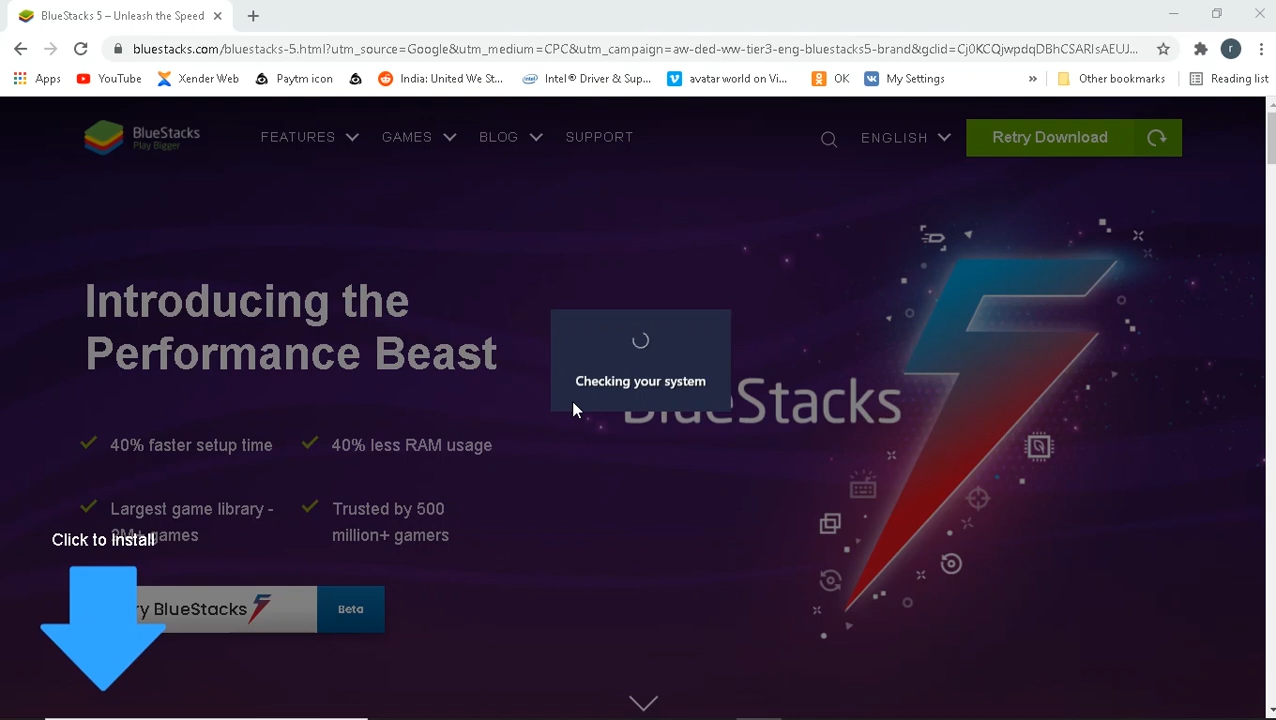 BlueStacks 5 – Unleash the Speed
bluestacks.com/bluestacks-5.html?utm_source=Google&utm_medium=CPC&utm_campaign=aw-ded-ww-tier3-eng-bluestacks5-brand&gclid=Cj0KCQjwpdqDBhCSARIsAEUJ...
r
Apps YouTube Xender Web Paytm icon India: United We St... Intel® Driver & Sup... avatarworld on Vi... OK My Settings » Other bookmarks Reading list
BlueStacks
Play Bigger
FEATURES GAMES BLOG SUPPORT ENGLISH Retry Download
Introducing the
Performance Beast
Checking your system
BlueStacks
40% faster setup time 40% less RAM usage
Largest game library - Trusted by 500
games million+ gamers
Click to Install
ry BlueStacks Beta